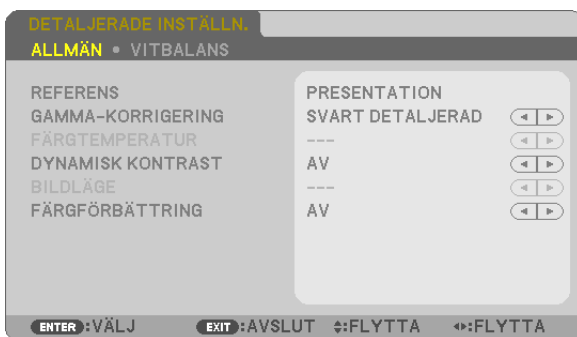 DETALJERADE INSTÄLLN.
ALLMÄN • VITBALANS
REFERENS PRESENTATION
GAMMA-KORRIGERING SVART DETALJERAD
FÄRGTEMPERATUR ---
DYNAMISK KONTRAST AV
BILDLÄGE ---
FÄRGFÖRBÄTTRING AV
ENTER :VÄLJ EXIT :AVSLUT :FLYTTA :FLYTTA